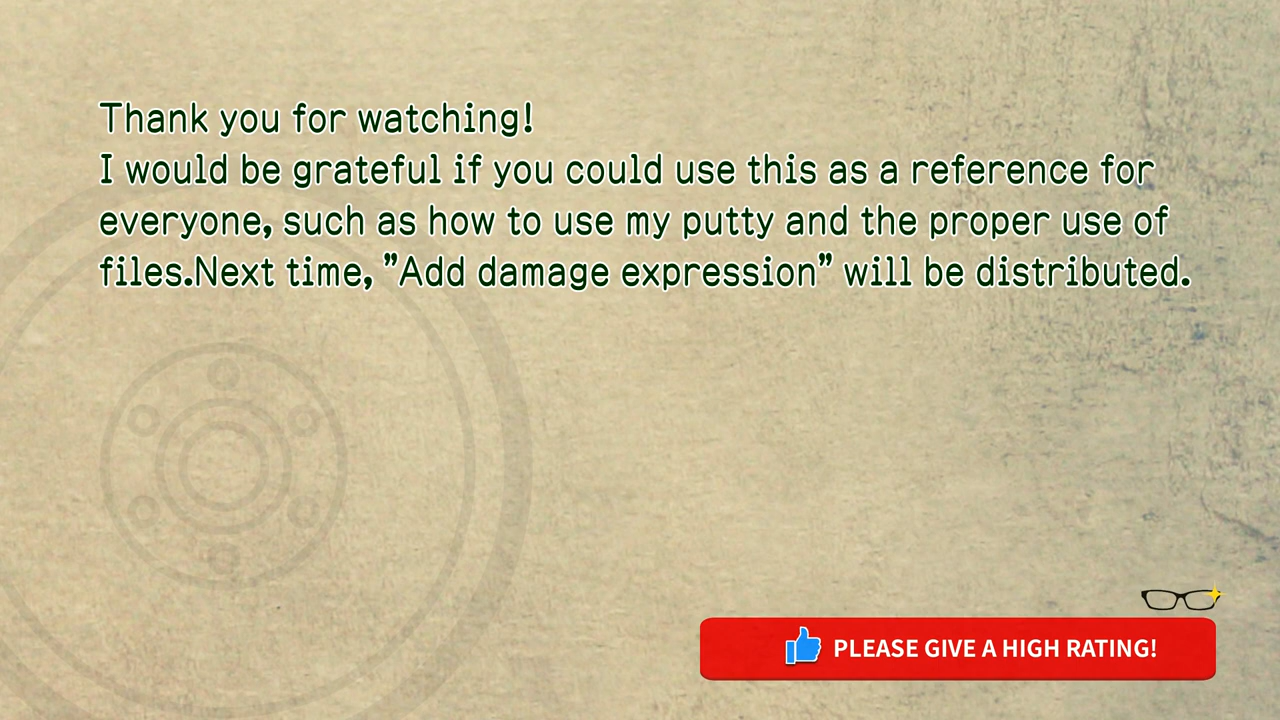 Thank you for watching!
I would be grateful if you could use this as a reference for
everyone, such as how to use my putty and the proper use of
files.Next time, "Add damage expression" will be distributed.
PLEASE GIVE A HIGH RATING!